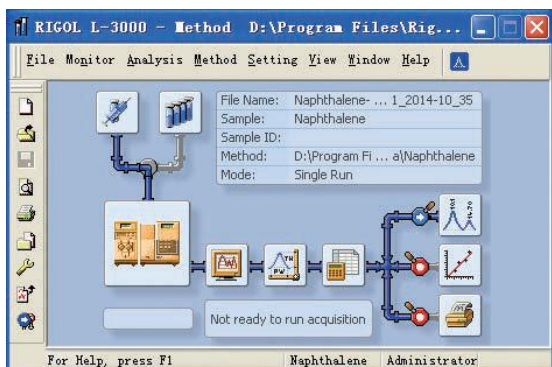 RIGOL L-3000 - Method D:\Program Files\Rig...
File Monitor Analysis Method Setting View Window Help
File Name: Naphthalene- ... 1_2014-10_35
Sample: Naphthalene
Sample ID:
Method: D:\Program Fi ... a\Naphthalene
Mode: Single Run
TH
PW
Not ready to run acquisition
For Help, press F1 Naphthalene Administrator